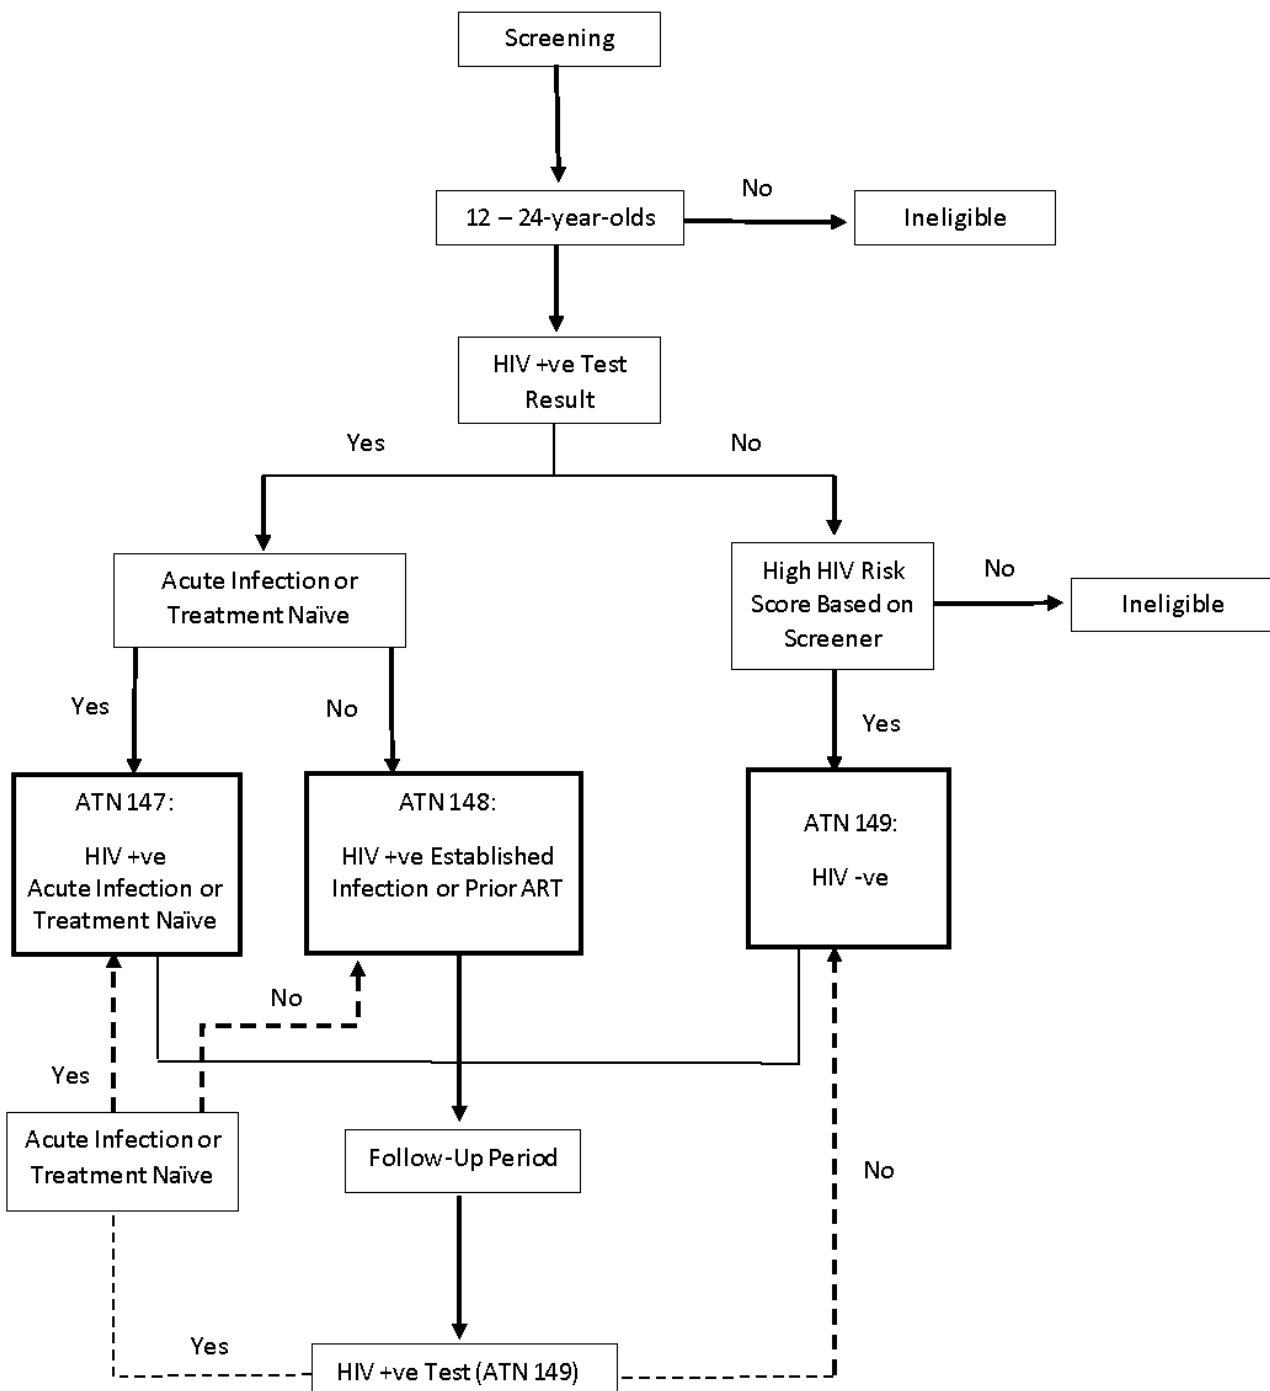 Screening
12 – 24-year-olds
No
Ineligible
HIV +ve Test
Result
Yes
No
Acute Infection or
Treatment Naïve
High HIV Risk
Score Based on
Screener
No
Ineligible
Yes
No
Yes
ATN 147:
HIV +ve
Acute Infection or
Treatment Naïve
ATN 148:
HIV +ve Established
Infection or Prior ART
ATN 149:
HIV -ve
No
Yes
Acute Infection or
Treatment Naïve
Follow-Up Period
No
Yes
HIV +ve Test (ATN 149)